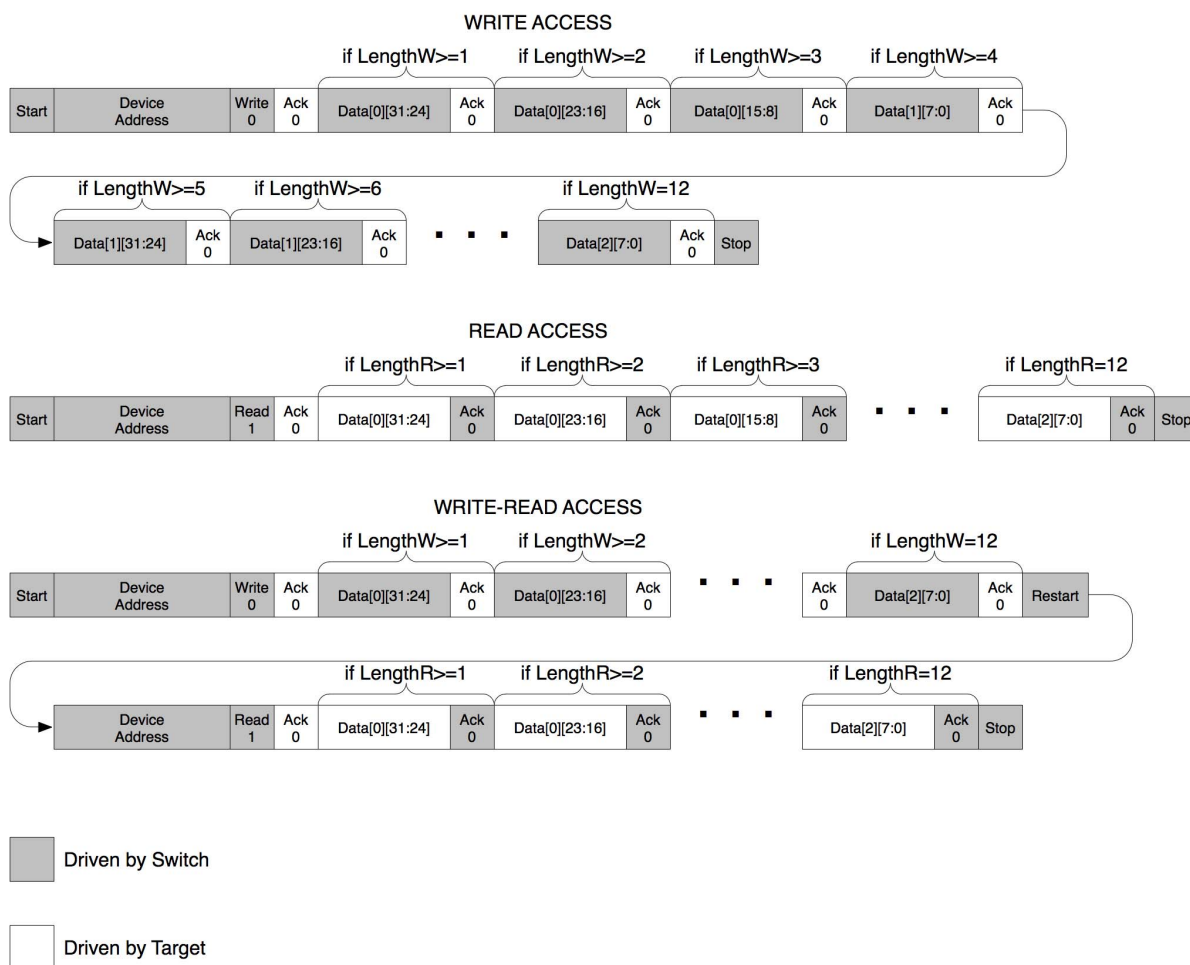 WRITE ACCESS
if LengthW>=1 if LengthW>=2 if LengthW>=3 if LengthW>=4
Start Device Address Write 0 Ack 0 Data[0][31:24] Ack 0 Data[0][23:16] Ack 0 Data[0][15:8] Ack 0 Data[1][7:0] Ack 0
if LengthW>=5 if LengthW>=6 if LengthW=12
Data[1][31:24] Ack 0 Data[1][23:16] Ack 0 . . . Data[2][7:0] Ack 0 Stop
READ ACCESS
if LengthR>=1 if LengthR>=2 if LengthR>=3 if LengthR=12
Start Device Address Read 1 Ack 0 Data[0][31:24] Ack 0 Data[0][23:16] Ack 0 Data[0][15:8] Ack 0 . . . Data[2][7:0] Ack 0 Stop
WRITE-READ ACCESS
if LengthW>=1 if LengthW>=2 if LengthW=12
Start Device Address Write 0 Ack 0 Data[0][31:24] Ack 0 Data[0][23:16] Ack 0 . . . Ack 0 Data[2][7:0] Ack 0 Restart
if LengthR>=1 if LengthR>=2 if LengthR=12
Device Address Read 1 Ack 0 Data[0][31:24] Ack 0 Data[0][23:16] Ack 0 . . . Data[2][7:0] Ack 0 Stop
Driven by Switch
Driven by Target